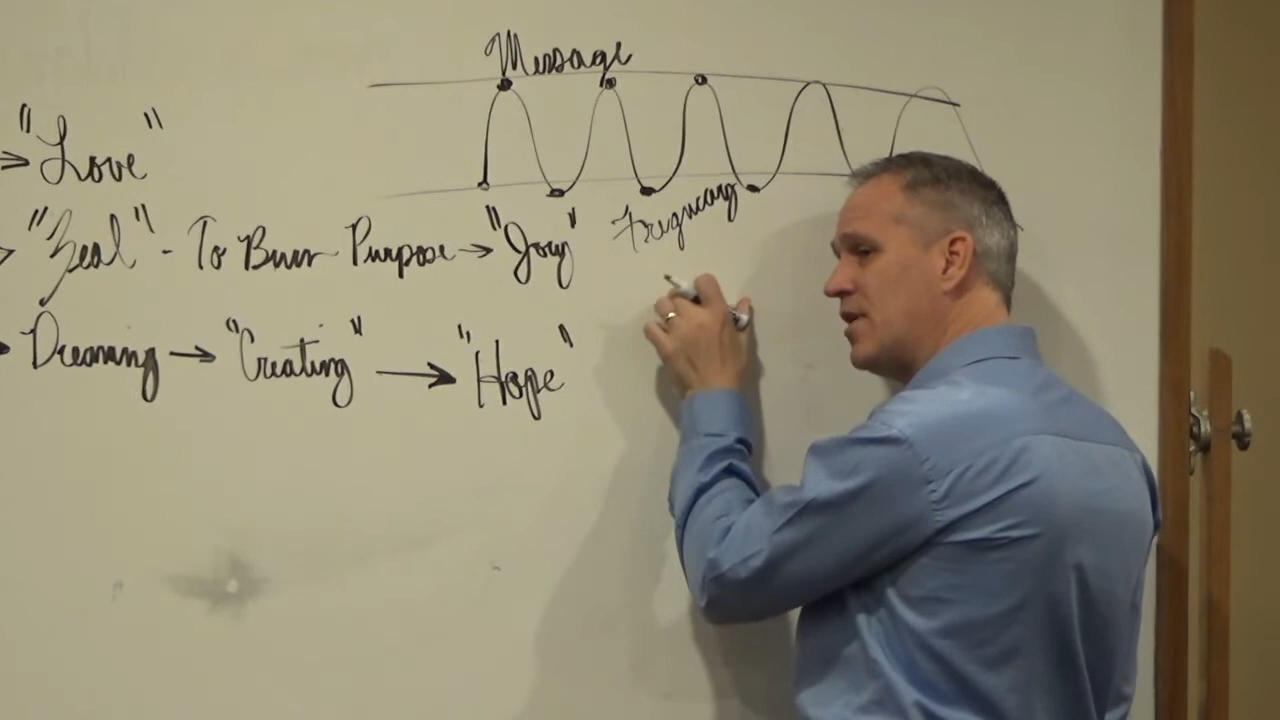 Message
"Love"
Frequency
"Zeal" - To Burn Purpose → "Joy"
Dreaming → "Creating" → "Hope"